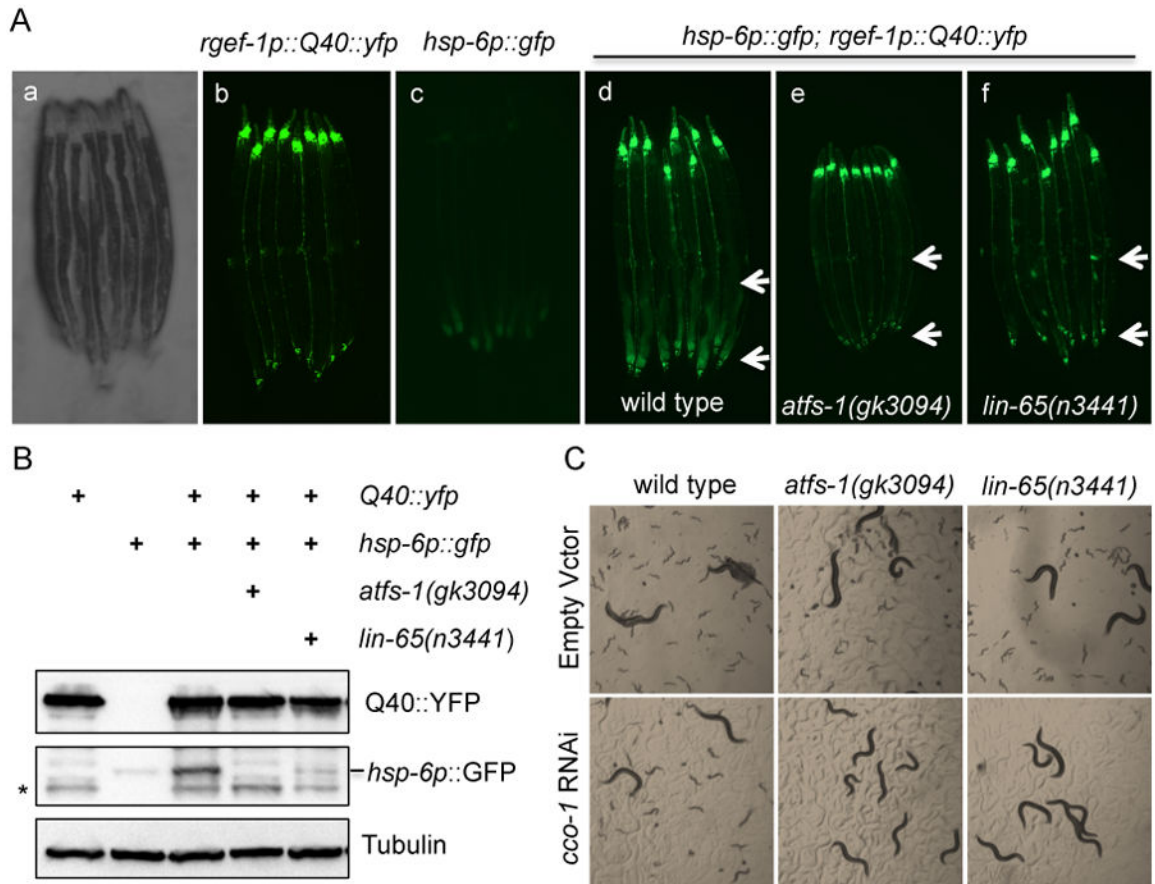 A
rgef-1p::Q40::yfp
hsp-6p::gfp
hsp-6p::gfp; rgef-1p::Q40::yfp
a
b
c
d
e
f
wild type
atfs-1(gk3094)
lin-65(n3441)
B
+ + + + Q40::yfp
+ + + + hsp-6p::gfp
+ atfs-1(gk3094)
+ lin-65(n3441)
Q40::YFP
hsp-6p::GFP
*
Tubulin
C
wild type
atfs-1(gk3094)
lin-65(n3441)
Empty Vctor
cco-1 RNAi